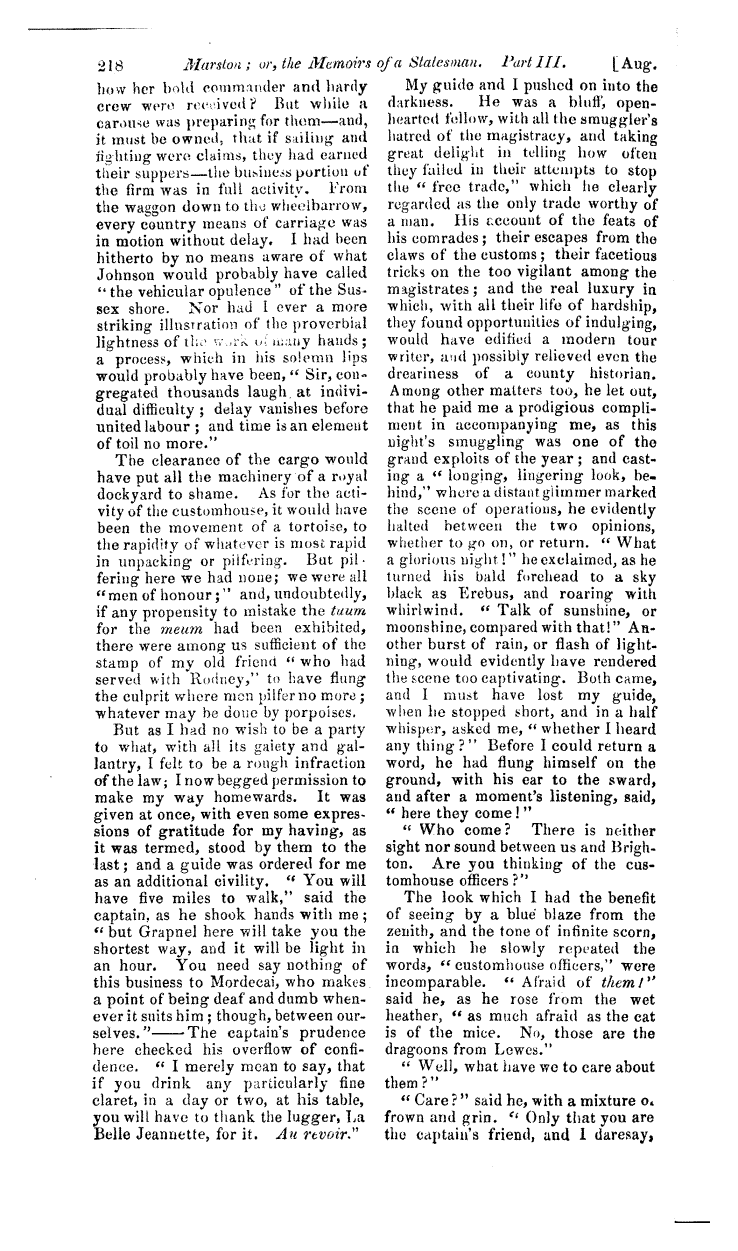 218 Marston; or, the Memoirs of a Statesman. Part III. [Aug.
how her bold commander and hardy
crew were received? But while a
carouse was preparing for them—and,
it must be owned, that if sailing and
fighting were claims, they had earned
their suppers—the business portion of
the firm was in full activity. From
the waggon down to the wheelbarrow,
every country means of carriage was
in motion without delay. I had been
hitherto by no means aware of what
Johnson would probably have called
“the vehicular opulence” of the Sus-
sex shore. Nor had I ever a more
striking illustration of the proverbial
lightness of the work of many hands;
a process, which in his solemn lips
would probably have been, “Sir, con-
gregated thousands laugh at indivi-
dual difficulty; delay vanishes before
united labour; and time is an element
of toil no more.”
The clearance of the cargo would
have put all the machinery of a royal
dockyard to shame. As for the acti-
vity of the customhouse, it would have
been the movement of a tortoise, to
the rapidity of whatever is most rapid
in unpacking or pilfering. But pil-
fering here we had none; we were all
“men of honour;” and, undoubtedly,
if any propensity to mistake the tuum
for the meum had been exhibited,
there were among us sufficient of the
stamp of my old friend “who had
served with Rodney,” to have flung
the culprit where men pilfer no more;
whatever may be done by porpoises.
But as I had no wish to be a party
to what, with all its gaiety and gal-
lantry, I felt to be a rough infraction
of the law; I now begged permission to
make my way homewards. It was
given at once, with even some expres-
sions of gratitude for my having, as
it was termed, stood by them to the
last; and a guide was ordered for me
as an additional civility. “You will
have five miles to walk,” said the
captain, as he shook hands with me;
“but Grapnel here will take you the
shortest way, and it will be light in
an hour. You need say nothing of
this business to Mordecai, who makes
a point of being deaf and dumb when-
ever it suits him; though, between our-
selves.”—— The captain's prudence
here checked his overflow of confi-
dence. “I merely mean to say, that
if you drink any particularly fine
claret, in a day or two, at his table,
you will have to thank the lugger, La
Belle Jeannette, for it. Au revoir.”
My guide and I pushed on into the
darkness. He was a bluff, open-
hearted fellow, with all the smuggler's
hatred of the magistracy, and taking
great delight in telling how often
they failed in their attempts to stop
the “free trade,” which he clearly
regarded as the only trade worthy of
a man. His account of the feats of
his comrades; their escapes from the
claws of the customs; their facetious
tricks on the too vigilant among the
magistrates; and the real luxury in
which, with all their life of hardship,
they found opportunities of indulging,
would have edified a modern tour
writer, and possibly relieved even the
dreariness of a county historian.
Among other matters too, he let out,
that he paid me a prodigious compli-
ment in accompanying me, as this
night's smuggling was one of the
grand exploits of the year; and cast-
ing a “longing, lingering look, be-
hind,” where a distant glimmer marked
the scene of operations, he evidently
halted between the two opinions,
whether to go on, or return. “What
a glorious night!” he exclaimed, as he
turned his bald forehead to a sky
black as Erebus, and roaring with
whirlwind. “Talk of sunshine, or
moonshine, compared with that!” An-
other burst of rain, or flash of light-
ning, would evidently have rendered
the scene too captivating. Both came,
and I must have lost my guide,
when he stopped short, and in a half
whisper, asked me, “whether I heard
any thing?” Before I could return a
word, he had flung himself on the
ground, with his ear to the sward,
and after a moment's listening, said,
“here they come!”
“Who come? There is neither
sight nor sound between us and Brigh-
ton. Are you thinking of the cus-
tomhouse officers?”
The look which I had the benefit
of seeing by a blue blaze from the
zenith, and the tone of infinite scorn,
in which he slowly repeated the
words, “customhouse officers,” were
incomparable. “Afraid of them!”
said he, as he rose from the wet
heather, “as much afraid as the cat
is of the mice. No, those are the
dragoons from Lewes.”
“Well, what have we to care about
them?”
“Care?” said he, with a mixture of
frown and grin. “Only that you are
the captain's friend, and I daresay,